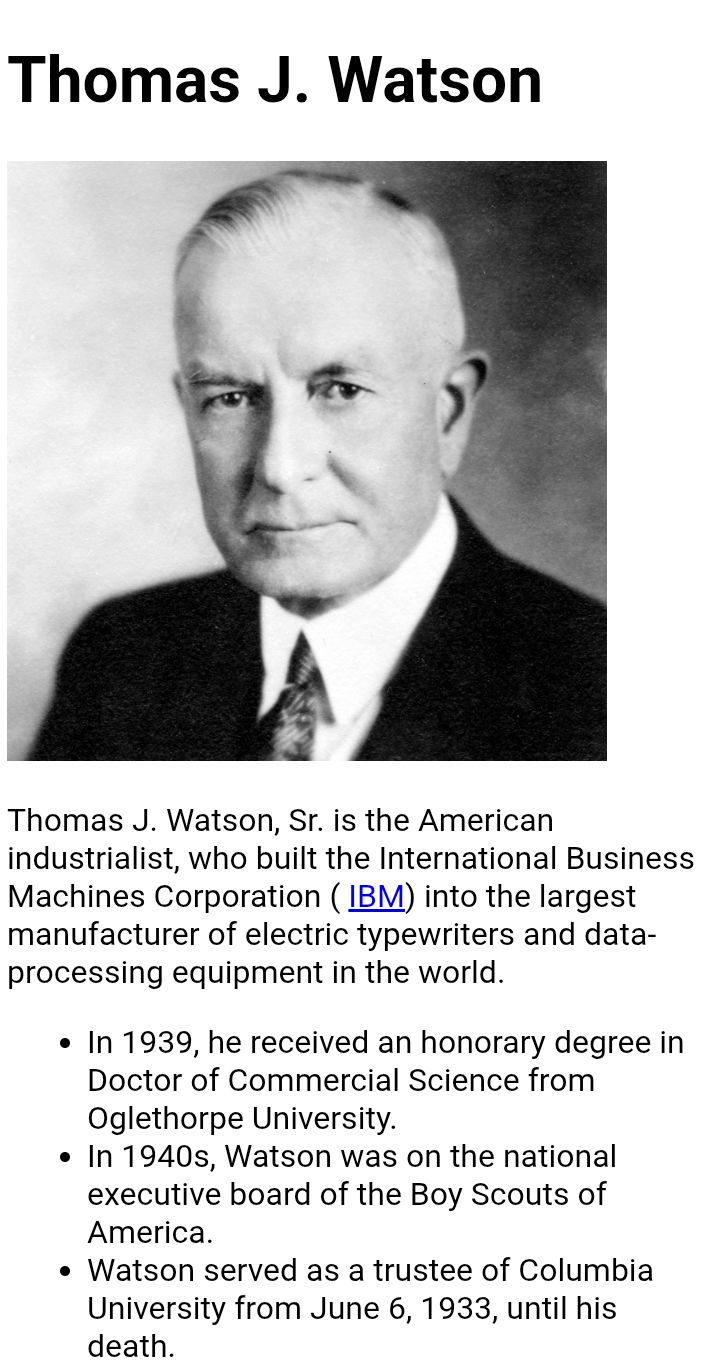 Thomas J. Watson
Thomas J. Watson, Sr. is the American
industrialist, who built the International Business
Machines Corporation ( IBM) into the largest
manufacturer of electric typewriters and data-
processing equipment in the world.
• In 1939, he received an honorary degree in
Doctor of Commercial Science from
Oglethorpe University.
• In 1940s, Watson was on the national
executive board of the Boy Scouts of
America.
• Watson served as a trustee of Columbia
University from June 6, 1933, until his
death.